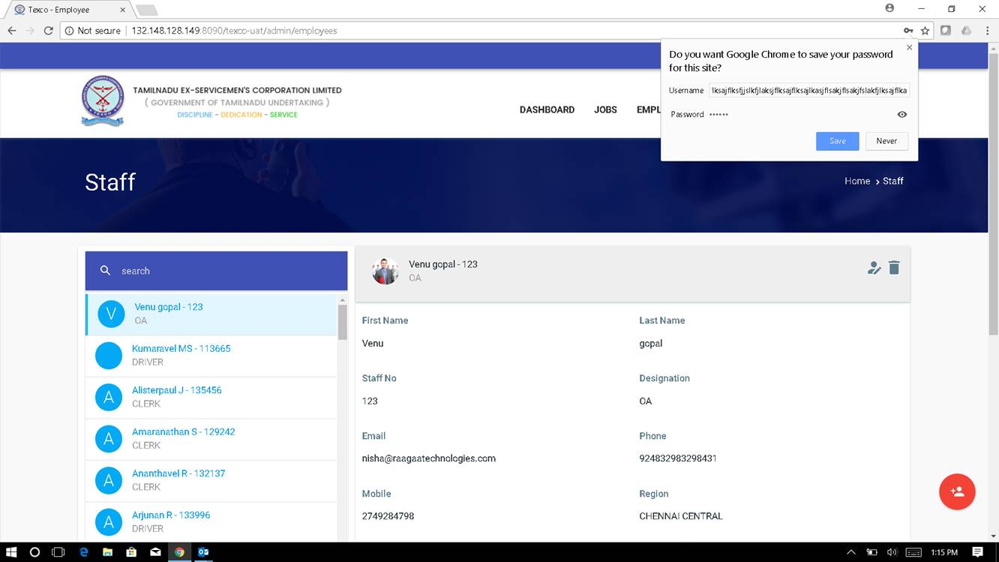 Texco - Employee
Not secure | 132.148.128.149:8090/texco-uat/admin/employees
Do you want Google Chrome to save your password
for this site?
Username
Password ••••••
Save
Never
TAMILNADU EX-SERVICEMEN'S CORPORATION LIMITED
( GOVERNMENT OF TAMILNADU UNDERTAKING )
DISCIPLINE - DEDICATION - SERVICE
DASHBOARD
JOBS
EMPL
Staff
Home > Staff
search
Venu gopal - 123
OA
V
Venu gopal - 123
OA
Kumaravel MS - 113665
DRIVER
A
Alisterpaul J - 135456
CLERK
A
Amaranathan S - 129242
CLERK
A
Ananthavel R - 132137
CLERK
A
Arjunan R - 133996
DRIVER
First Name
Last Name
Venu
gopal
Staff No
Designation
123
OA
Email
Phone
nisha@raagaatechnologies.com
924832983298431
Mobile
Region
2749284798
CHENNAI CENTRAL
1:15 PM